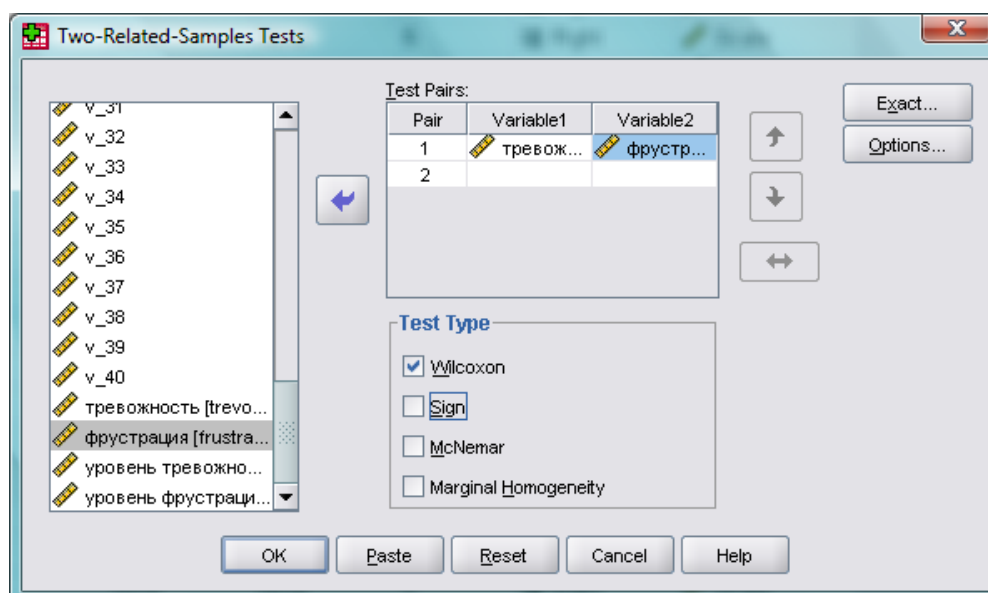 Two-Related-Samples Tests
v_31
v_32
v_33
v_34
v_35
v_36
v_37
v_38
v_39
v_40
тревожность [trevo...
фрустрация [frustra...
уровень тревожно...
уровень фрустраци...
Test Pairs:
Pair Variable1 Variable2
1 тревож... фрустр...
2
Test Type
Wilcoxon
Sign
McNemar
Marginal Homogeneity
Exact...
Options...
OK Paste Reset Cancel Help